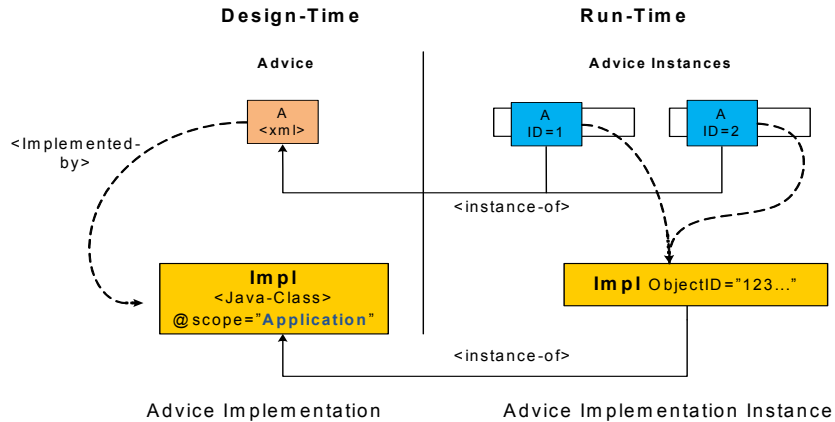 Design-Time
Run-Time
Advice
Advice Instances
A
<xml>
A
ID=1
A
ID=2
<Implemented-
by>
<instance-of>
Impl
<Java-Class>
@scope="Application"
Impl ObjectID="123..."
<instance-of>
Advice Implementation
Advice Implementation Instance